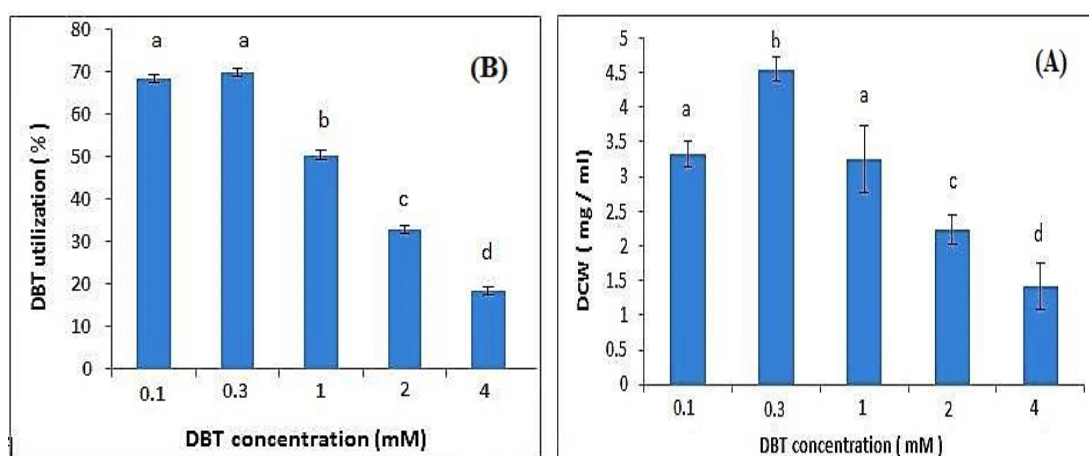 80
70
60
50
40
30
20
10
0
DBT utilization ( % )
a
a
b
c
d
(B)
0.1 0.3 1 2 4
DBT concentration (mM)
5
4.5
4
3.5
3
2.5
2
1.5
1
0.5
0
DCW ( mg / ml )
a
b
a
c
d
(A)
0.1 0.3 1 2 4
DBT concentration ( mM )